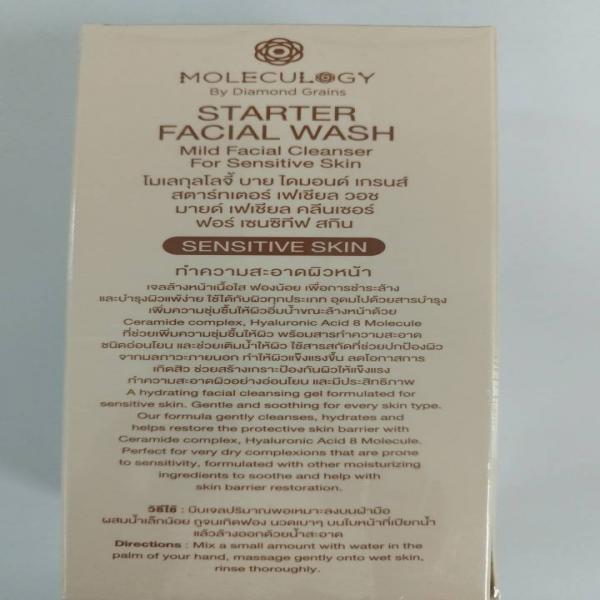 MOLECULOGY
By Diamond Grains
STARTER
FACIAL WASH
Mild Facial Cleanser
For Sensitive Skin
โมเลกุลโลจี้ บาย ไดมอนด์ เกรนส์
สตาร์ทเตอร์ เฟเชียล วอช
มายด์ เฟเชียล คลีนเซอร์
ฟอร์ เซนซิทีฟ สกิน
SENSITIVE SKIN
ทำความสะอาดผิวหน้า
เจลล้างหน้าเนื้อใส ฟองน้อย เพื่อการชำระล้าง
และบำรุงผิวแพ้ง่าย ใช้ได้กับผิวทุกประเภท อุดมไปด้วยสารบำรุง
เพิ่มความชุ่มชื้นให้ผิวอิ่มน้ำขณะล้างหน้าด้วย
Ceramide complex, Hyaluronic Acid 8 Molecule
ที่ช่วยเพิ่มความชุ่มชื้นให้ผิว พร้อมสารทำความสะอาด
ชนิดอ่อนโยน และช่วยเติมน้ำให้ผิว ใช้สารสกัดที่ช่วยปกป้องผิว
จากมลภาวะภายนอก ทำให้ผิวแข็งแรงขึ้น ลดโอกาสการ
เกิดสิว ช่วยสร้างเกราะป้องกันผิวให้แข็งแรง
ทำความสะอาดผิวอย่างอ่อนโยน และมีประสิทธิภาพ
A hydrating facial cleansing gel formulated for
sensitive skin. Gentle and soothing for every skin type.
Our formula gently cleanses, hydrates and
helps restore the protective skin barrier with
Ceramide complex, Hyaluronic Acid 8 Molecule.
Perfect for very dry complexions that are prone
to sensitivity, formulated with other moisturizing
ingredients to soothe and help with
skin barrier restoration.
วิธีใช้ : บีบเจลปริมาณพอเหมาะลงบนฝ่ามือ
ผสมน้ำเล็กน้อย ถูจนเกิดฟอง นวดเบาๆ บนใบหน้าที่เปียกน้ำ
แล้วล้างออกด้วยน้ำสะอาด
Directions : Mix a small amount with water in the
palm of your hand, massage gently onto wet skin,
rinse thoroughly.